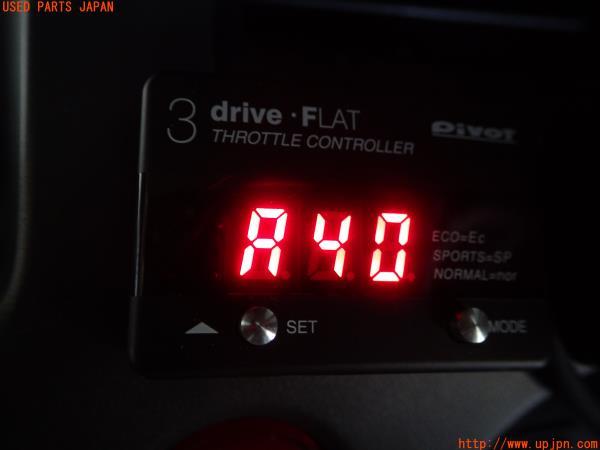 USED PARTS JAPAN
3 drive·FLAT Pivot
THROTTLE CONTROLLER
A40
ECO=Ec
SPORTS=SP
NORMAL=nor
SET
MODE
http://www.upjpn.com/